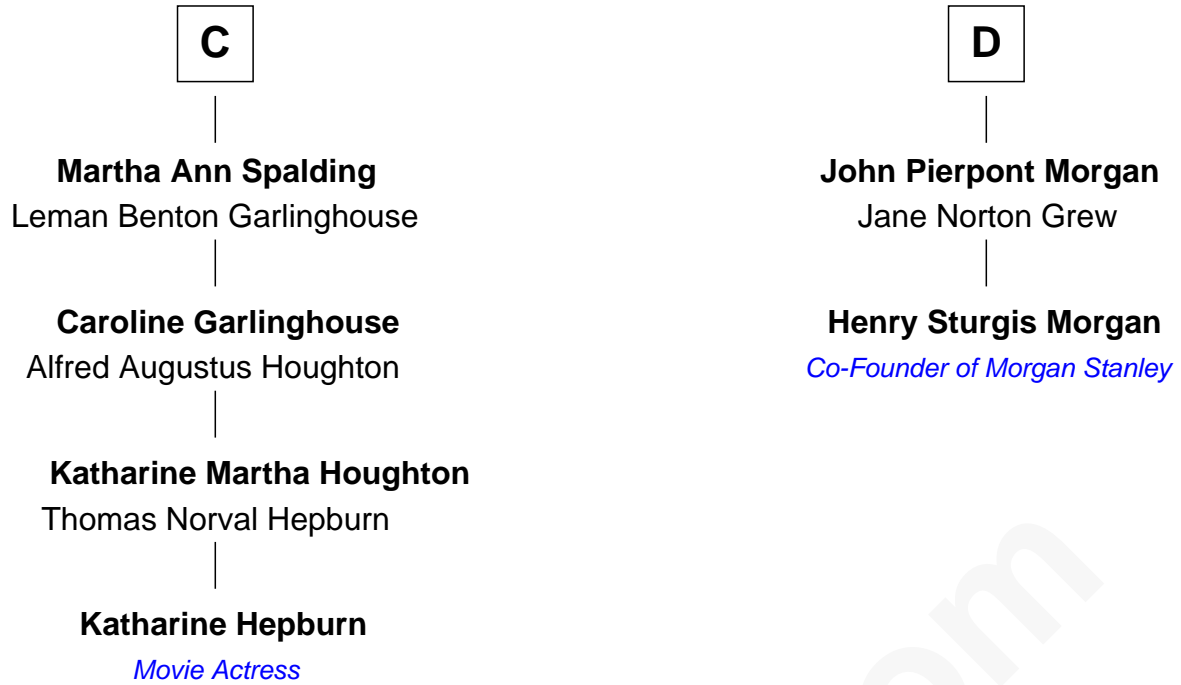 C
Martha Ann Spalding
Leman Benton Garlinghouse
Caroline Garlinghouse
Alfred Augustus Houghton
Katharine Martha Houghton
Thomas Norval Hepburn
Katharine Hepburn
Movie Actress
D
John Pierpont Morgan
Jane Norton Grew
Henry Sturgis Morgan
Co-Founder of Morgan Stanley
om